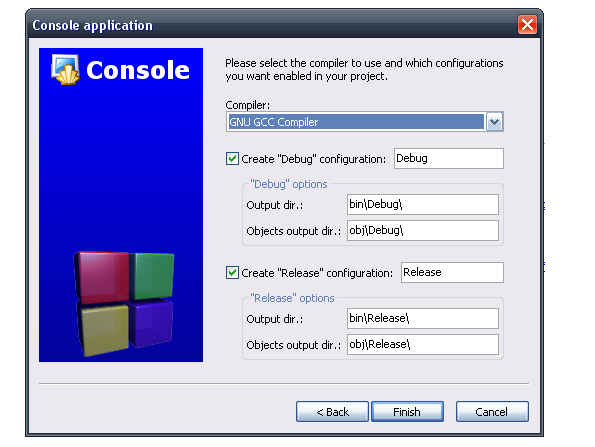 Console application
Console
Please select the compiler to use and which configurations
you want enabled in your project.
Compiler:
GNU GCC Compiler
Create "Debug" configuration: Debug
"Debug" options
Output dir.: bin\Debug\
Objects output dir.: obj\Debug\
Create "Release" configuration: Release
"Release" options
Output dir.: bin\Release\
Objects output dir.: obj\Release\
< Back Finish Cancel